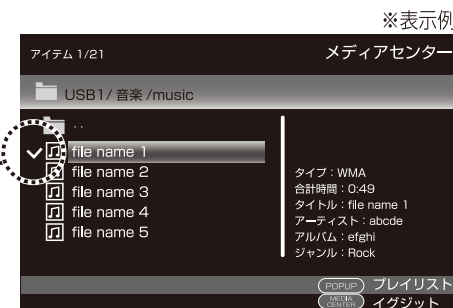 ※表示例
アイテム 1/21 メディアセンター
USB1/ 音楽 /music
..
file name 1
file name 2
file name 3
file name 4
file name 5
タイプ：WMA
合計時間：0:49
タイトル：file name 1
アーティスト：abcde
アルバム：efghi
ジャンル：Rock
POPUP プレイリスト
MEDIA CENTER イグジット